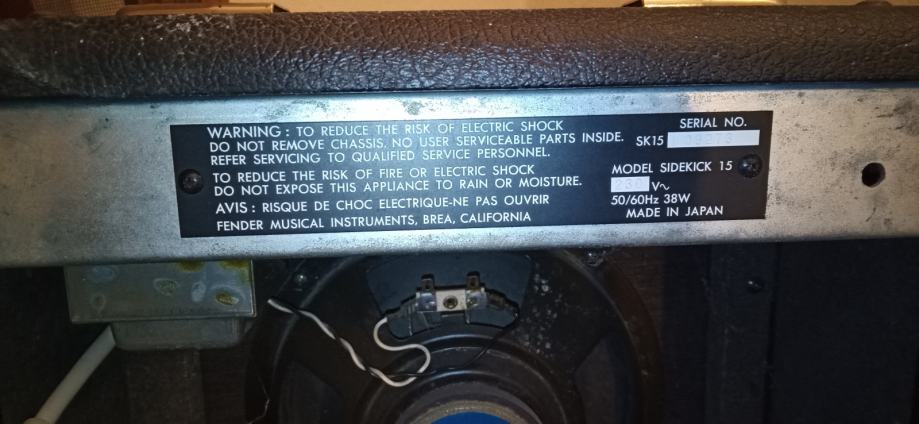 WARNING : TO REDUCE THE RISK OF ELECTRIC SHOCK
DO NOT REMOVE CHASSIS. NO USER SERVICEABLE PARTS INSIDE.
REFER SERVICING TO QUALIFIED SERVICE PERSONNEL.
TO REDUCE THE RISK OF FIRE OR ELECTRIC SHOCK
DO NOT EXPOSE THIS APPLIANCE TO RAIN OR MOISTURE.
AVIS : RISQUE DE CHOC ELECTRIQUE-NE PAS OUVRIR
FENDER MUSICAL INSTRUMENTS, BREA, CALIFORNIA
SERIAL NO.
SK15
MODEL SIDEKICK 15
V~
50/60Hz 38W
MADE IN JAPAN